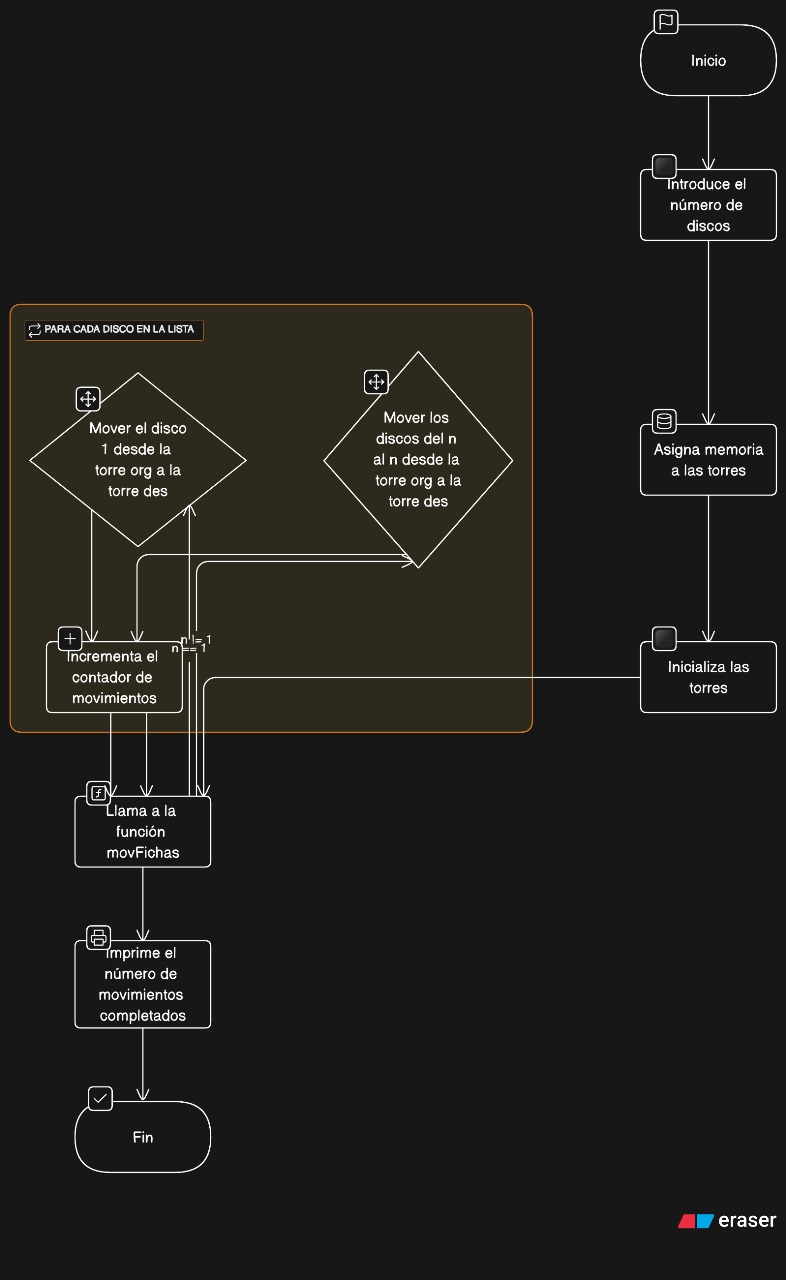 Inicio
Introduce el
número de
discos
PARA CADA DISCO EN LA LISTA
Mover el disco
1 desde la
torre org a la
torre des
Mover los
discos del n
al n desde la
torre org a la
torre des
Asigna memoria
a las torres
n != 1
n == 1
Incrementa el
contador de
movimientos
Inicializa las
torres
Llama a la
función
movFichas
Imprime el
número de
movimientos
completados
Fin
eraser